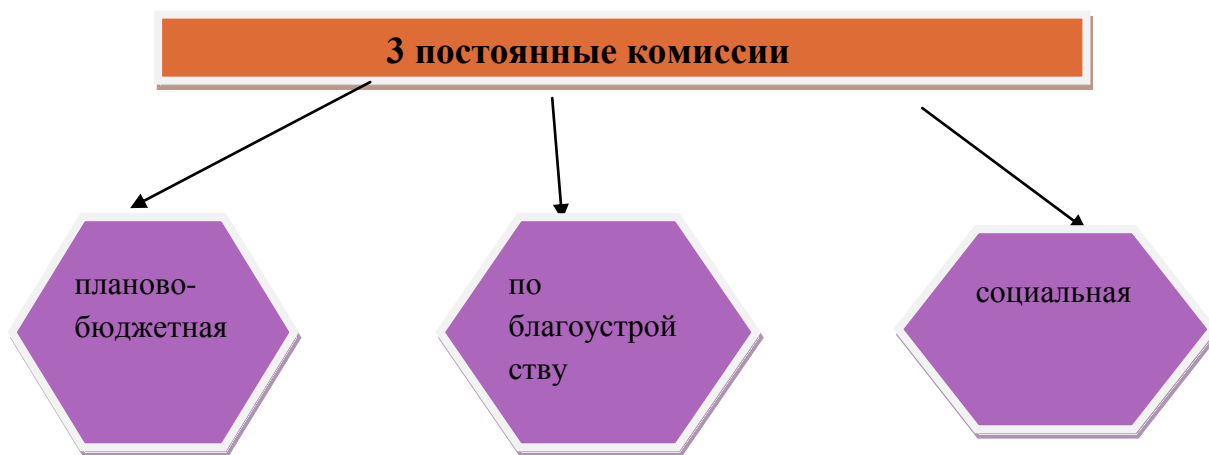 3 постоянные комиссии
планово-
бюджетная
по
благоустрой
ству
социальная